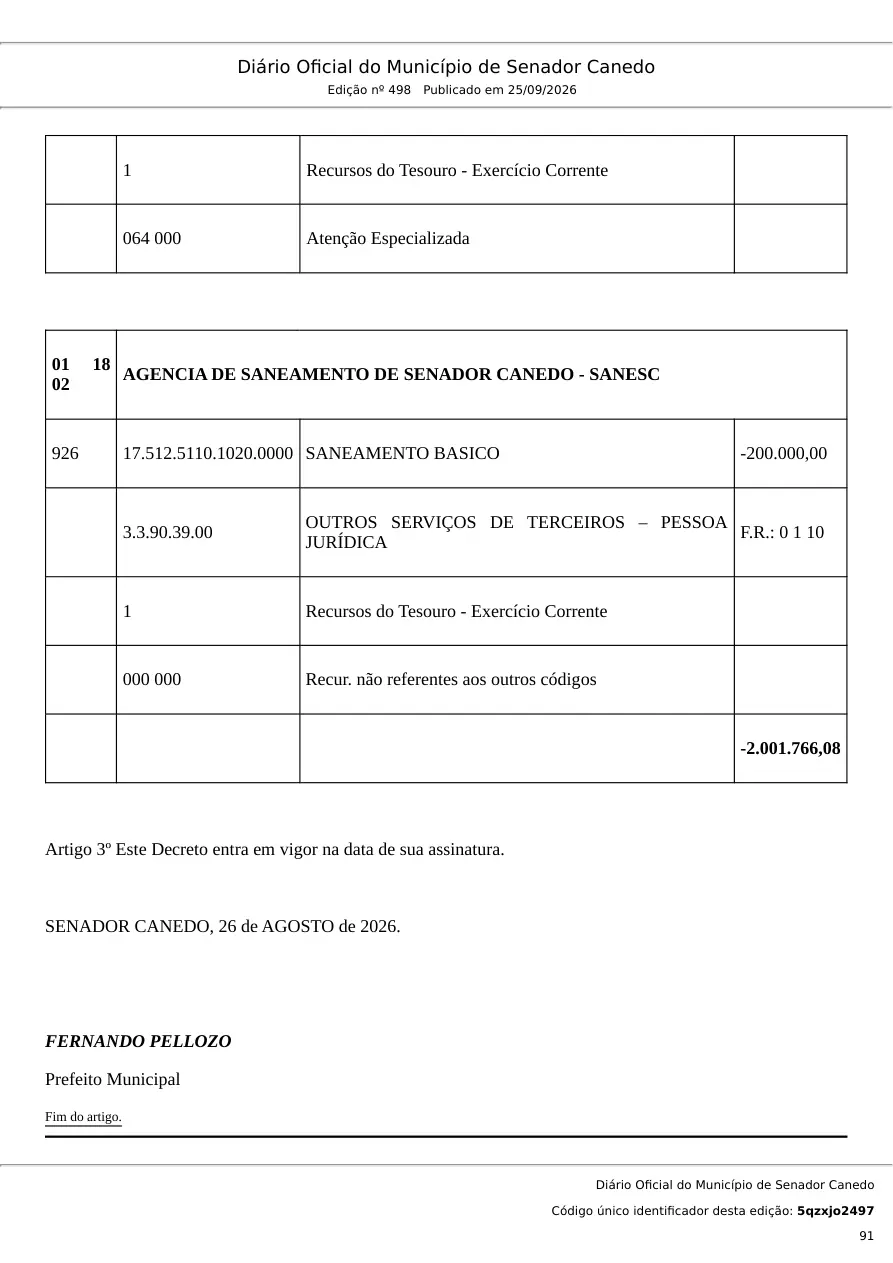 Diário Oficial do Município de Senador Canedo
Edição nº 498 Publicado em 25/09/2026
1 Recursos do Tesouro - Exercício Corrente
064 000 Atenção Especializada
01 18 02 AGENCIA DE SANEAMENTO DE SENADOR CANEDO - SANESC
926 17.512.5110.1020.0000 SANEAMENTO BASICO -200.000,00
3.3.90.39.00 OUTROS SERVIÇOS DE TERCEIROS – PESSOA JURÍDICA F.R.: 0 1 10
1 Recursos do Tesouro - Exercício Corrente
000 000 Recur. não referentes aos outros códigos
-2.001.766,08
Artigo 3º Este Decreto entra em vigor na data de sua assinatura.
SENADOR CANEDO, 26 de AGOSTO de 2026.
FERNANDO PELLOZO
Prefeito Municipal
Fim do artigo.
Diário Oficial do Município de Senador Canedo
Código único identificador desta edição: 5qzxjo2497
91